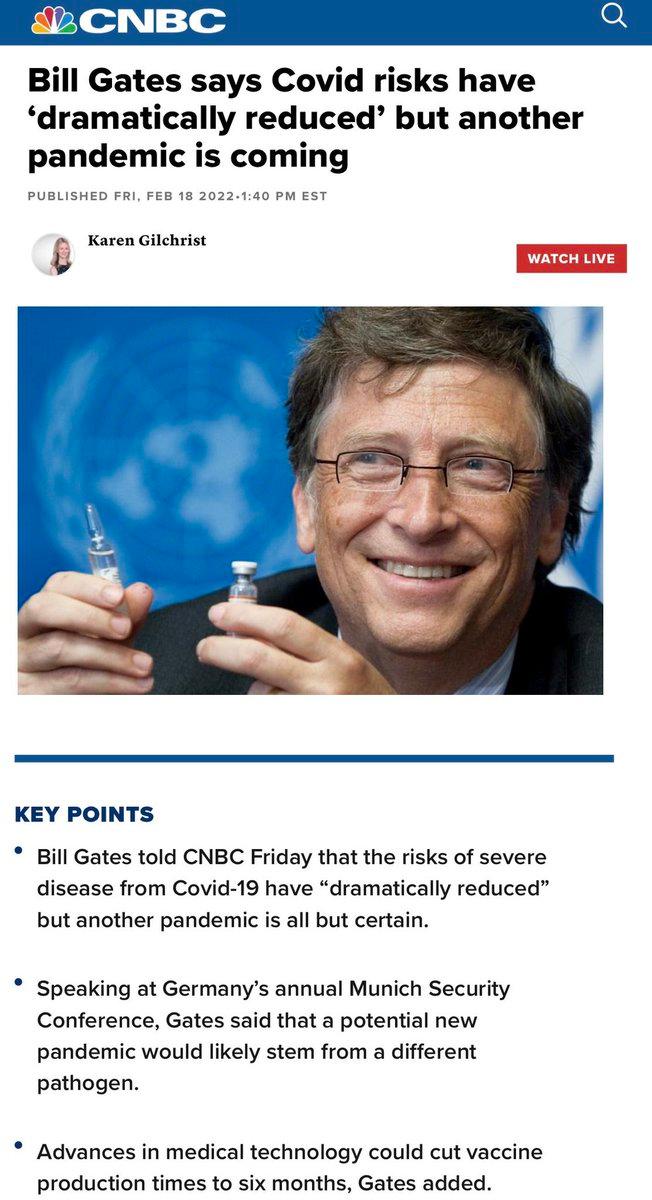 CNBC
Bill Gates says Covid risks have
‘dramatically reduced’ but another
pandemic is coming
PUBLISHED FRI, FEB 18 2022•1:40 PM EST
Karen Gilchrist
WATCH LIVE
KEY POINTS
• Bill Gates told CNBC Friday that the risks of severe
disease from Covid-19 have “dramatically reduced”
but another pandemic is all but certain.
• Speaking at Germany’s annual Munich Security
Conference, Gates said that a potential new
pandemic would likely stem from a different
pathogen.
• Advances in medical technology could cut vaccine
production times to six months, Gates added.